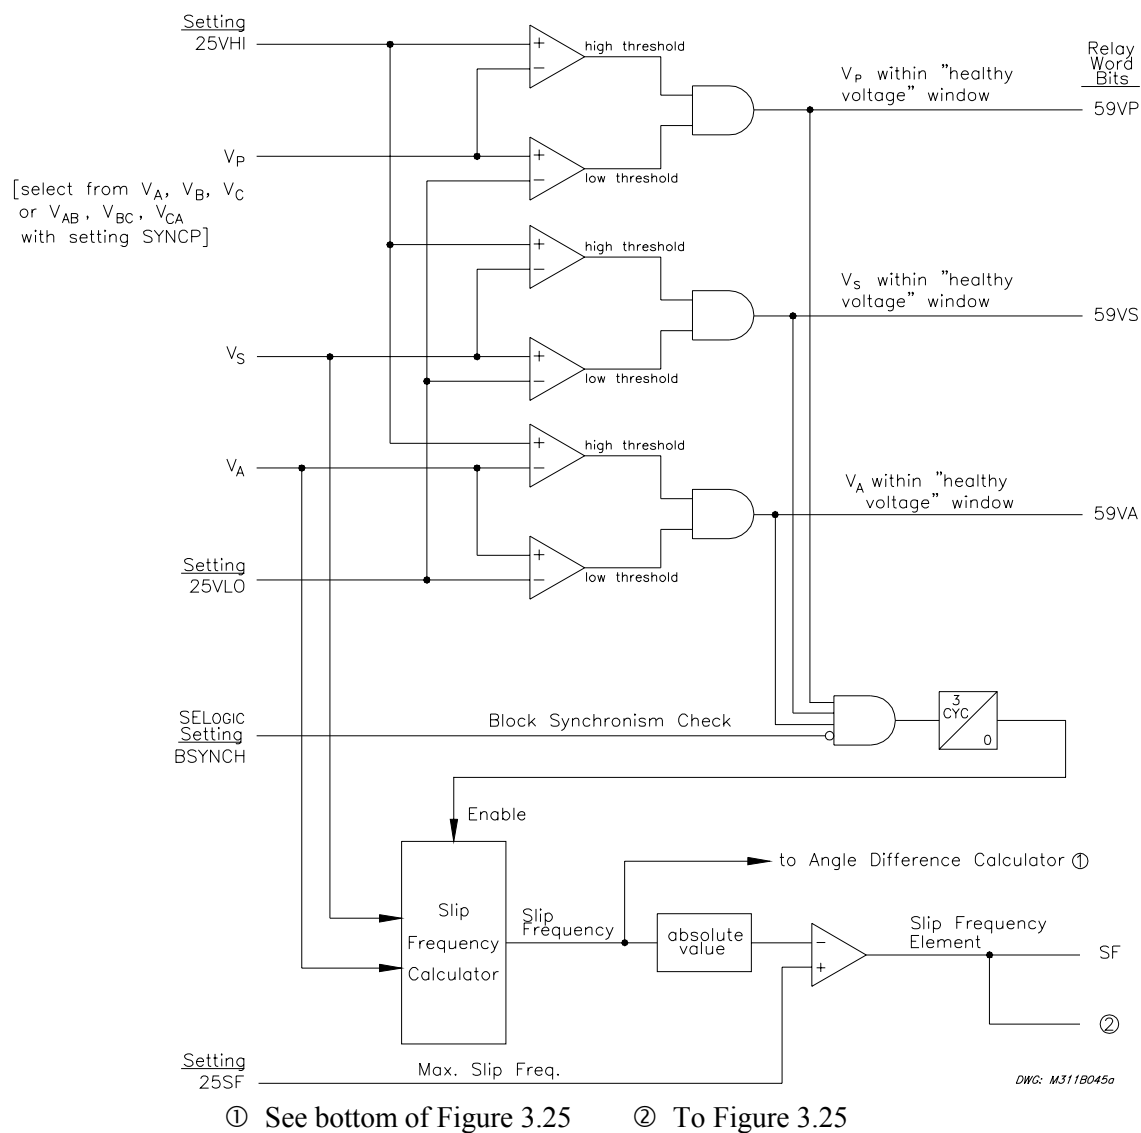 Setting
25VHI
+
−
high threshold
VP within "healthy
voltage" window
Relay
Word
Bits
59VP
VP
+
−
low threshold
[select from VA, VB, VC
or VAB, VBC, VCA
with setting SYNCP]
+
−
high threshold
VS within "healthy
voltage" window
59VS
VS
+
−
low threshold
+
−
high threshold
VA
VA within "healthy
voltage" window
59VA
+
−
low threshold
Setting
25VLO
SELOGIC
Setting
BSYNCH
Block Synchronism Check
3
CYC
0
Enable
to Angle Difference Calculator ①
Slip
Frequency
Calculator
Slip
Frequency
absolute
value
−
+
Slip Frequency
Element
SF
②
Setting
25SF
Max. Slip Freq.
DWG: M311B045a
① See bottom of Figure 3.25 ② To Figure 3.25